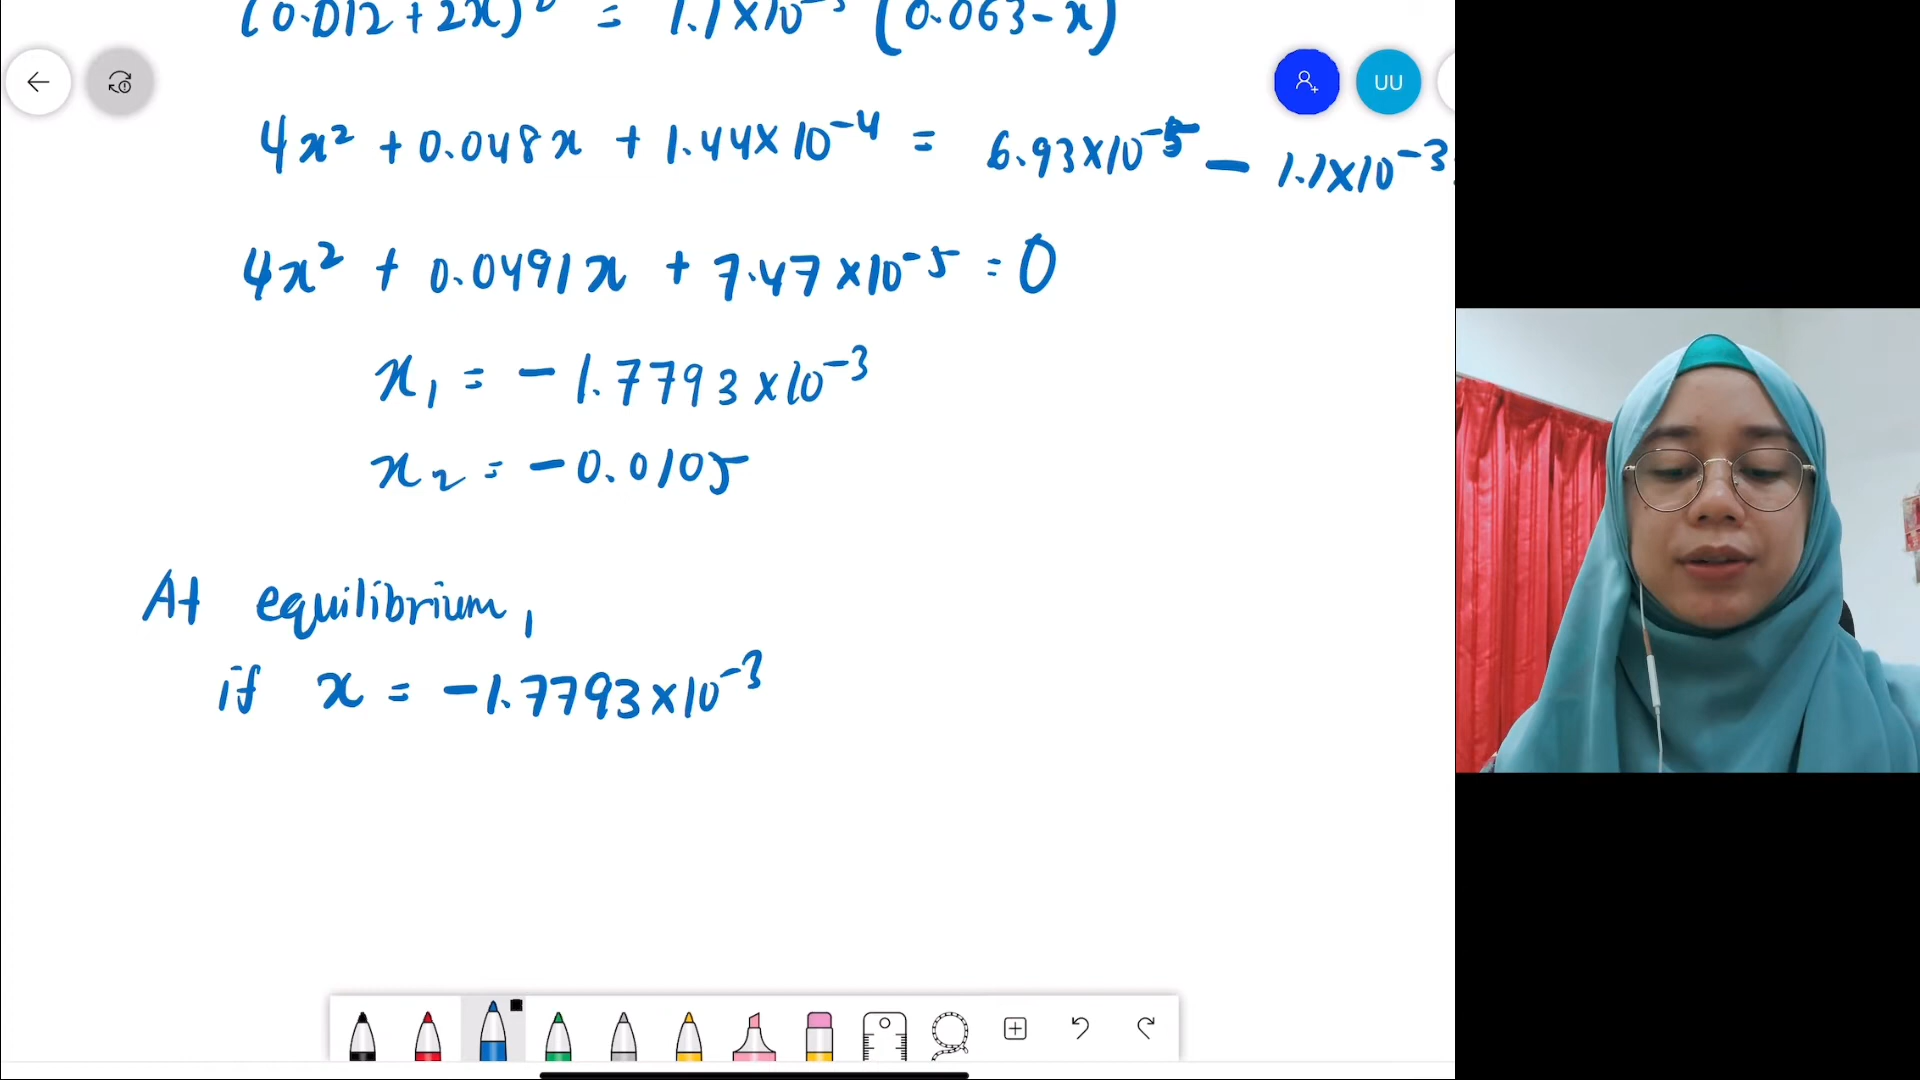 (0.012 + 2x)² = 1.1 × 10⁻³ (0.063 - x)
UU
4x² + 0.048x + 1.44 × 10⁻⁴ = 6.93 × 10⁻⁵ - 1.1 × 10⁻³
4x² + 0.0491x + 7.47 × 10⁻⁵ = 0
x₁ = - 1.7793 × 10⁻³
x₂ = - 0.0105
At equilibrium,
if x = - 1.7793 × 10⁻³